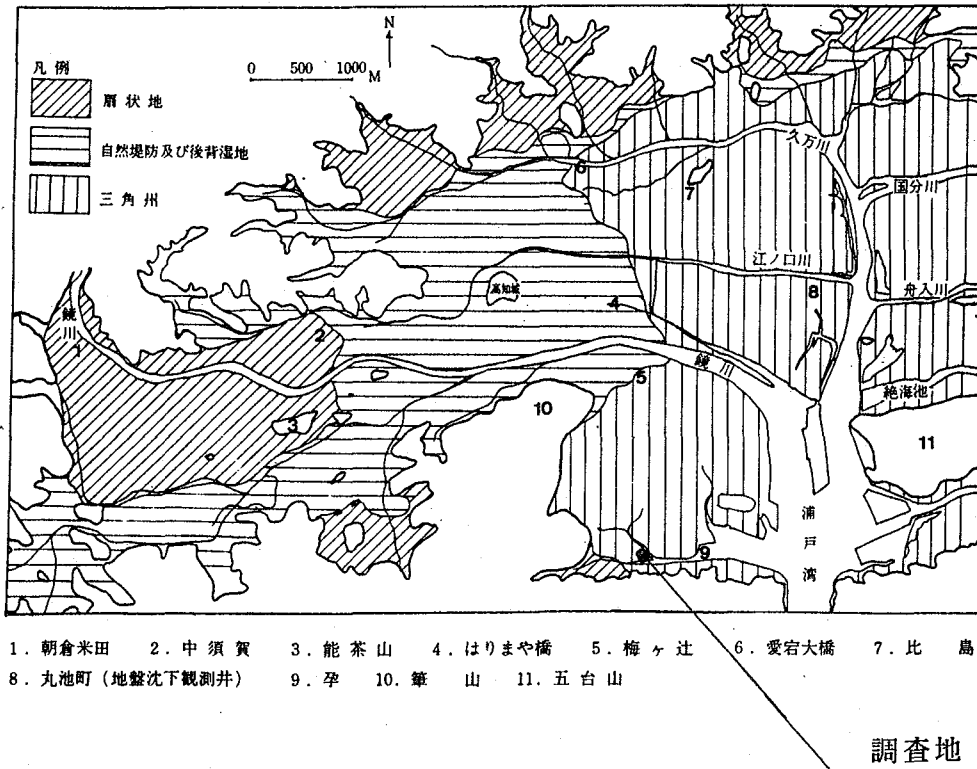 N
凡例
0 500 1000 M
扇状地
自然堤防及び後背湿地
三角州
久万川
6
7
国分川
江ノ口川
8
舟入川
高知城
4
鏡川
1
2
鏡川
5
絶海池
10
3
11
浦戸湾
9
1. 朝倉米田 2. 中須賀 3. 能茶山 4. はりまや橋 5. 梅ヶ辻 6. 愛宕大橋 7. 比島
8. 丸池町(地盤沈下観測井) 9. 孕 10. 筆山 11. 五台山
調査地